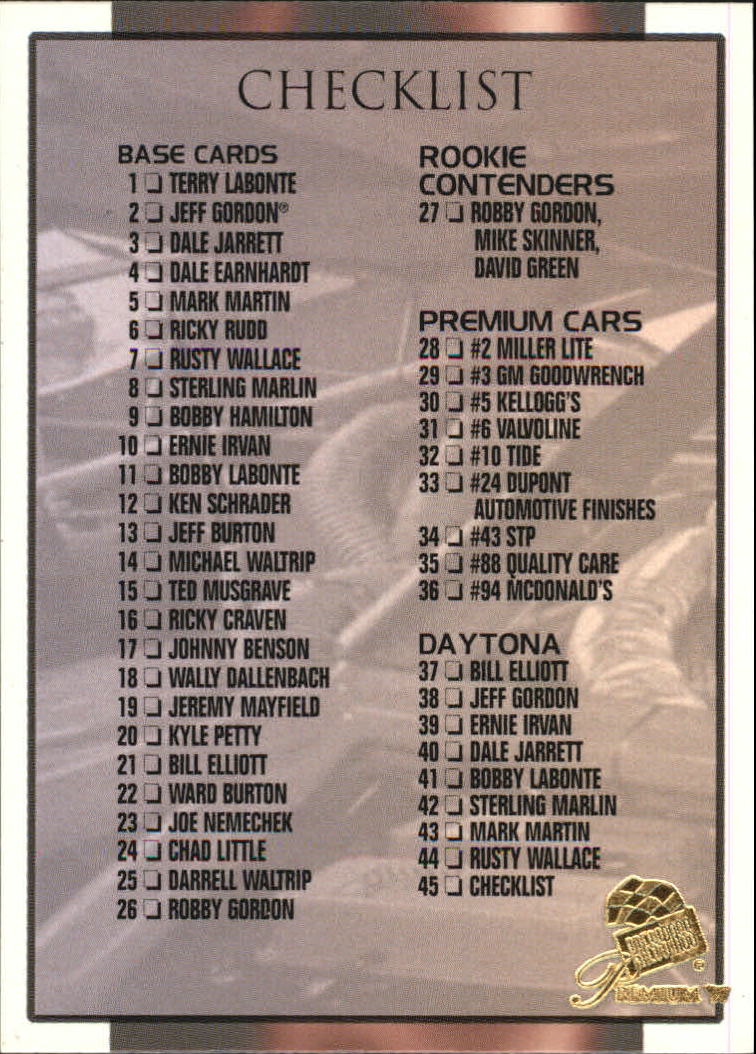 CHECKLIST
BASE CARDS
1 ❏ TERRY LABONTE
2 ❏ JEFF GORDON®
3 ❏ DALE JARRETT
4 ❏ DALE EARNHARDT
5 ❏ MARK MARTIN
6 ❏ RICKY RUDD
7 ❏ RUSTY WALLACE
8 ❏ STERLING MARLIN
9 ❏ BOBBY HAMILTON
10 ❏ ERNIE IRVAN
11 ❏ BOBBY LABONTE
12 ❏ KEN SCHRADER
13 ❏ JEFF BURTON
14 ❏ MICHAEL WALTRIP
15 ❏ TED MUSGRAVE
16 ❏ RICKY CRAVEN
17 ❏ JOHNNY BENSON
18 ❏ WALLY DALLENBACH
19 ❏ JEREMY MAYFIELD
20 ❏ KYLE PETTY
21 ❏ BILL ELLIOTT
22 ❏ WARD BURTON
23 ❏ JOE NEMECHEK
24 ❏ CHAD LITTLE
25 ❏ DARRELL WALTRIP
26 ❏ ROBBY GORDON
ROOKIE
CONTENDERS
27 ❏ ROBBY GORDON,
MIKE SKINNER,
DAVID GREEN
PREMIUM CARS
28 ❏ #2 MILLER LITE
29 ❏ #3 GM GOODWRENCH
30 ❏ #5 KELLOGG'S
31 ❏ #6 VALVOLINE
32 ❏ #10 TIDE
33 ❏ #24 DUPONT
AUTOMOTIVE FINISHES
34 ❏ #43 STP
35 ❏ #88 QUALITY CARE
36 ❏ #94 MCDONALD'S
DAYTONA
37 ❏ BILL ELLIOTT
38 ❏ JEFF GORDON
39 ❏ ERNIE IRVAN
40 ❏ DALE JARRETT
41 ❏ BOBBY LABONTE
42 ❏ STERLING MARLIN
43 ❏ MARK MARTIN
44 ❏ RUSTY WALLACE
45 ❏ CHECKLIST
®
PREMIUM '97